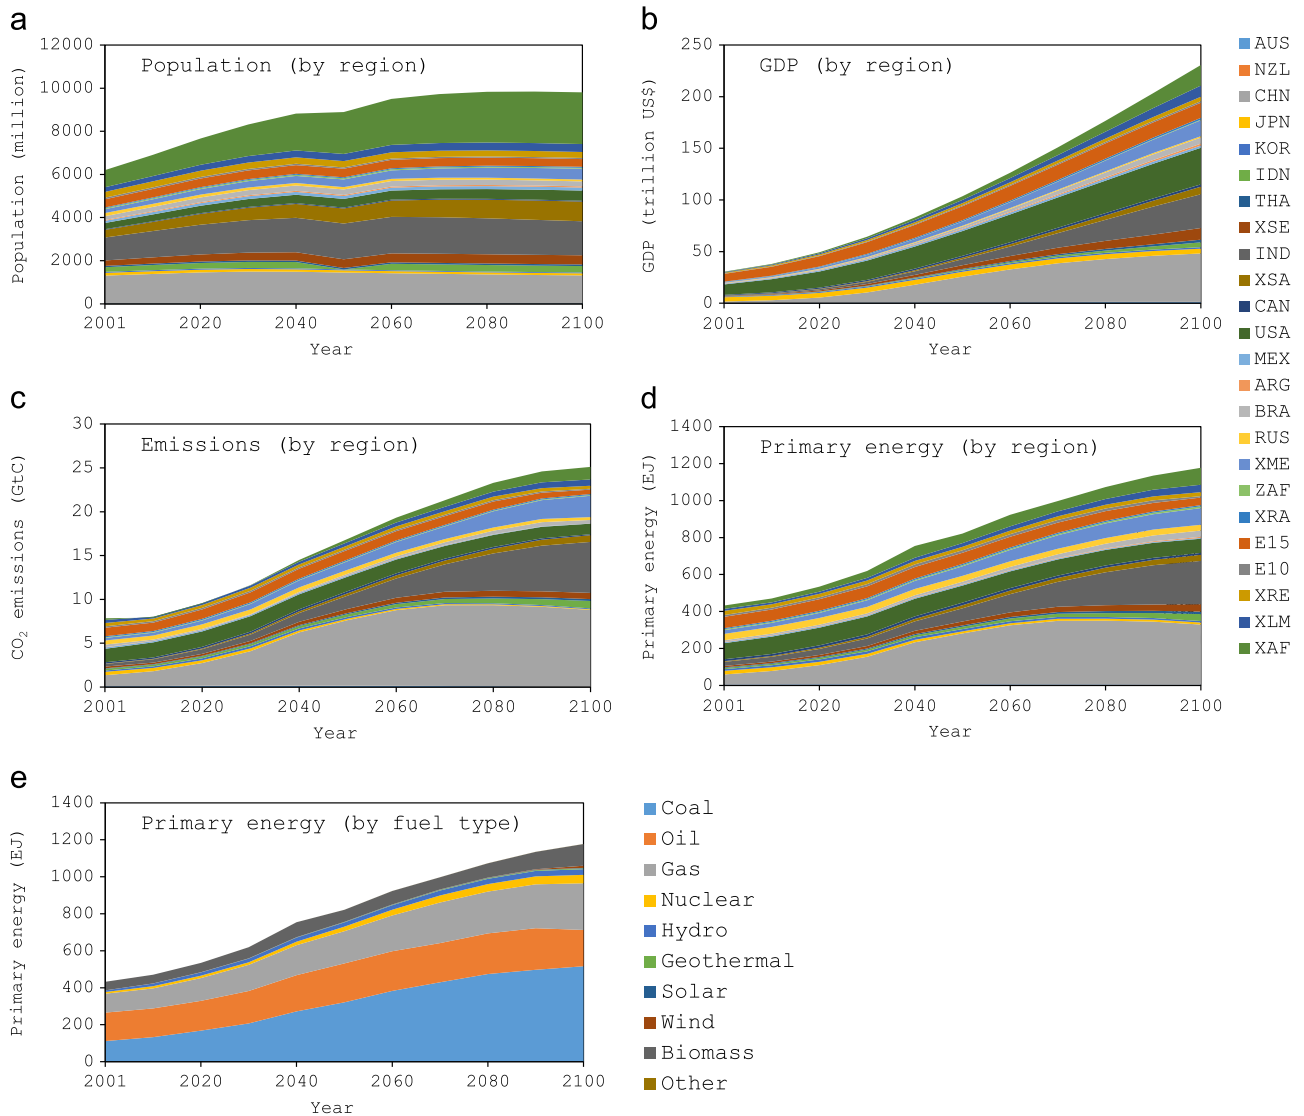 a
Population (by region)
Population (million)
12000
10000
8000
6000
4000
2000
0
2001 2020 2040 2060 2080 2100
Year
b
GDP (by region)
GDP (trillion US$)
250
200
150
100
50
0
2001 2020 2040 2060 2080 2100
Year
AUS
NZL
CHN
JPN
KOR
IDN
THA
XSE
IND
XSA
CAN
USA
MEX
ARG
BRA
RUS
XME
ZAF
XRA
E15
E10
XRE
XLM
XAF
c
Emissions (by region)
CO2 emissions (GtC)
30
25
20
15
10
5
0
2001 2020 2040 2060 2080 2100
Year
d
Primary energy (by region)
Primary energy (EJ)
1400
1200
1000
800
600
400
200
0
2001 2020 2040 2060 2080 2100
Year
e
Primary energy (by fuel type)
Primary energy (EJ)
1400
1200
1000
800
600
400
200
0
2001 2020 2040 2060 2080 2100
Year
Coal
Oil
Gas
Nuclear
Hydro
Geothermal
Solar
Wind
Biomass
Other